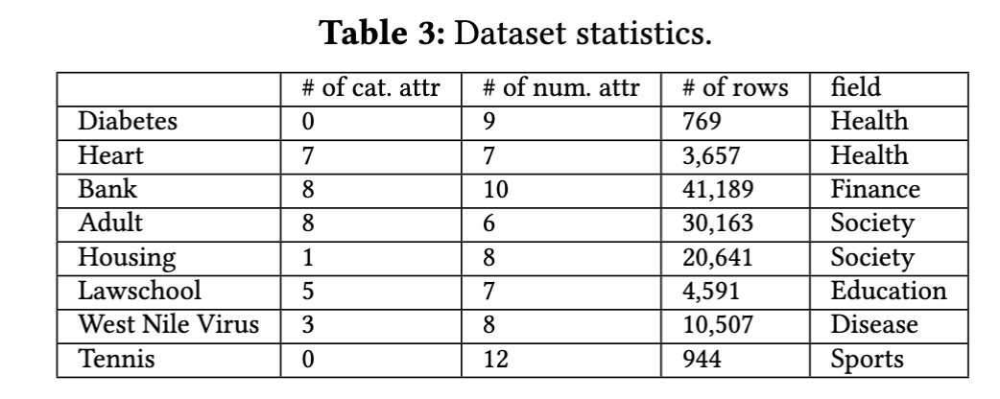 Table 3: Dataset statistics.
# of cat. attr # of num. attr # of rows field
Diabetes 0 9 769 Health
Heart 7 7 3,657 Health
Bank 8 10 41,189 Finance
Adult 8 6 30,163 Society
Housing 1 8 20,641 Society
Lawschool 5 7 4,591 Education
West Nile Virus 3 8 10,507 Disease
Tennis 0 12 944 Sports